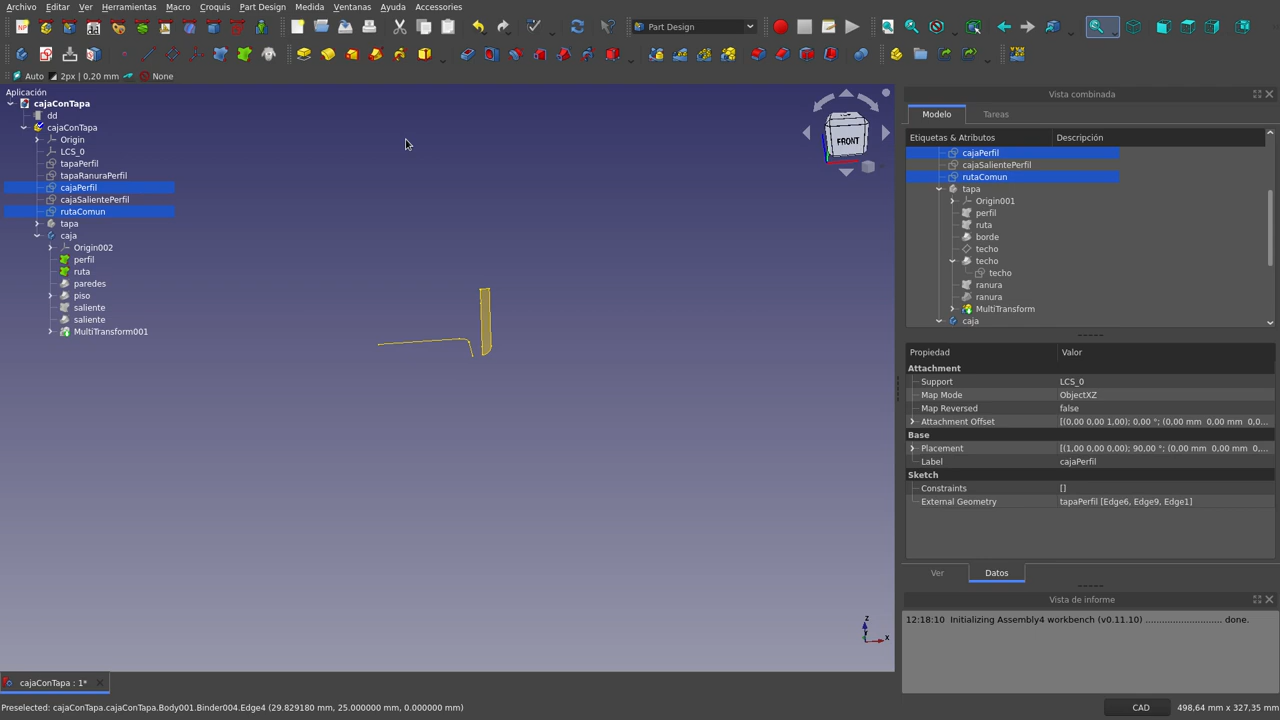 Archivo Editar Ver Herramientas Macro Croquis Part Design Medida Ventanas Ayuda Accessories
Part Design
Auto 2px | 0.20 mm None
Aplicación
cajaConTapa
dd
cajaConTapa
Origin
LCS_0
tapaPerfil
tapaRanuraPerfil
cajaPerfil
cajaSalientePerfil
rutaComun
tapa
caja
Origin002
perfil
ruta
paredes
piso
saliente
saliente
MultiTransform001
FRONT
Z
X
Vista combinada
Modelo Tareas
Etiquetas & Atributos Descripción
cajaPerfil
cajaSalientePerfil
rutaComun
tapa
Origin001
perfil
ruta
borde
techo
techo
techo
ranura
ranura
MultiTransform
caja
Propiedad Valor
Attachment
Support LCS_0
Map Mode ObjectXZ
Map Reversed false
Attachment Offset [(0,00 0,00 1,00); 0,00 °; (0,00 mm 0,00 mm 0,0...
Base
Placement [(1,00 0,00 0,00); 90,00 °; (0,00 mm 0,00 mm 0,...
Label cajaPerfil
Sketch
Constraints []
External Geometry tapaPerfil [Edge6, Edge9, Edge1]
Ver Datos
Vista de informe
12:18:10 Initializing Assembly4 workbench (v0.11.10) ............................ done.
cajaConTapa : 1*
Preselected: cajaConTapa.cajaConTapa.Body001.Binder004.Edge4 (29.829180 mm, 25.000000 mm, 0.000000 mm)
CAD 498,64 mm x 327,35 mm